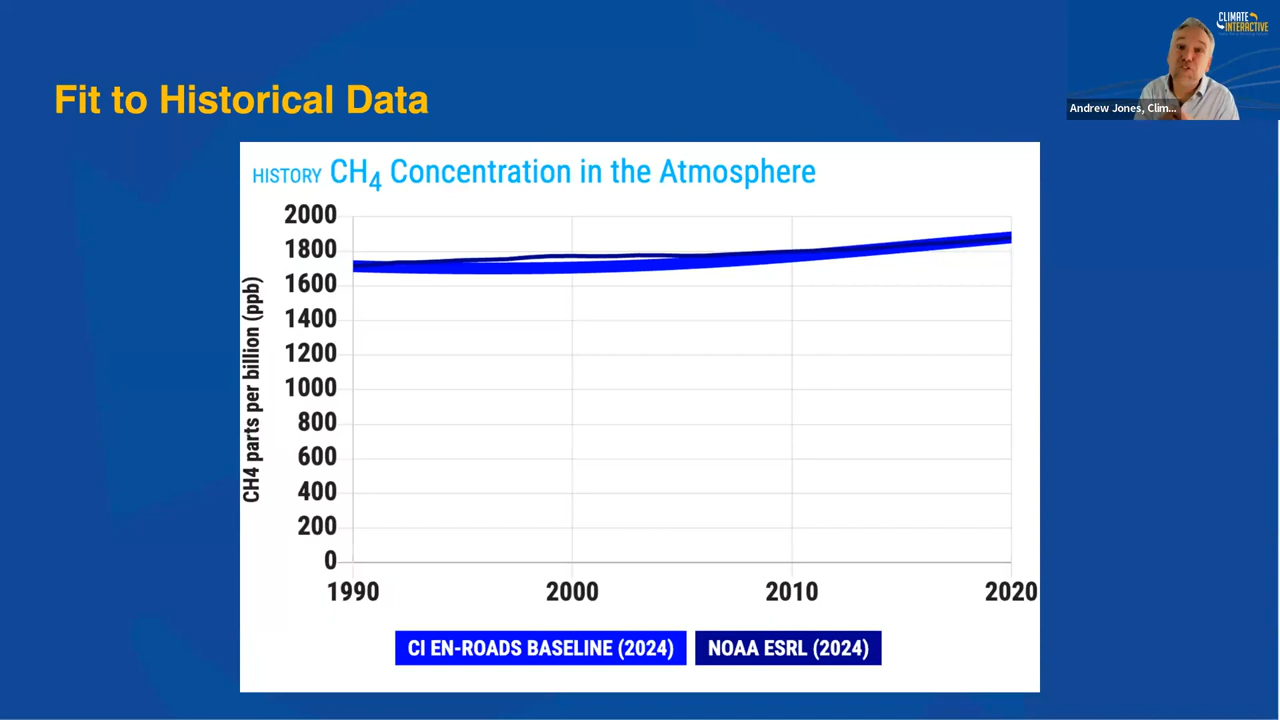 CLIMATE
INTERACTIVE
Andrew Jones, Clim...
Fit to Historical Data
HISTORY CH4 Concentration in the Atmosphere
CH4 parts per billion (ppb)
2000
1800
1600
1400
1200
1000
800
600
400
200
0
1990 2000 2010 2020
CI EN-ROADS BASELINE (2024) NOAA ESRL (2024)